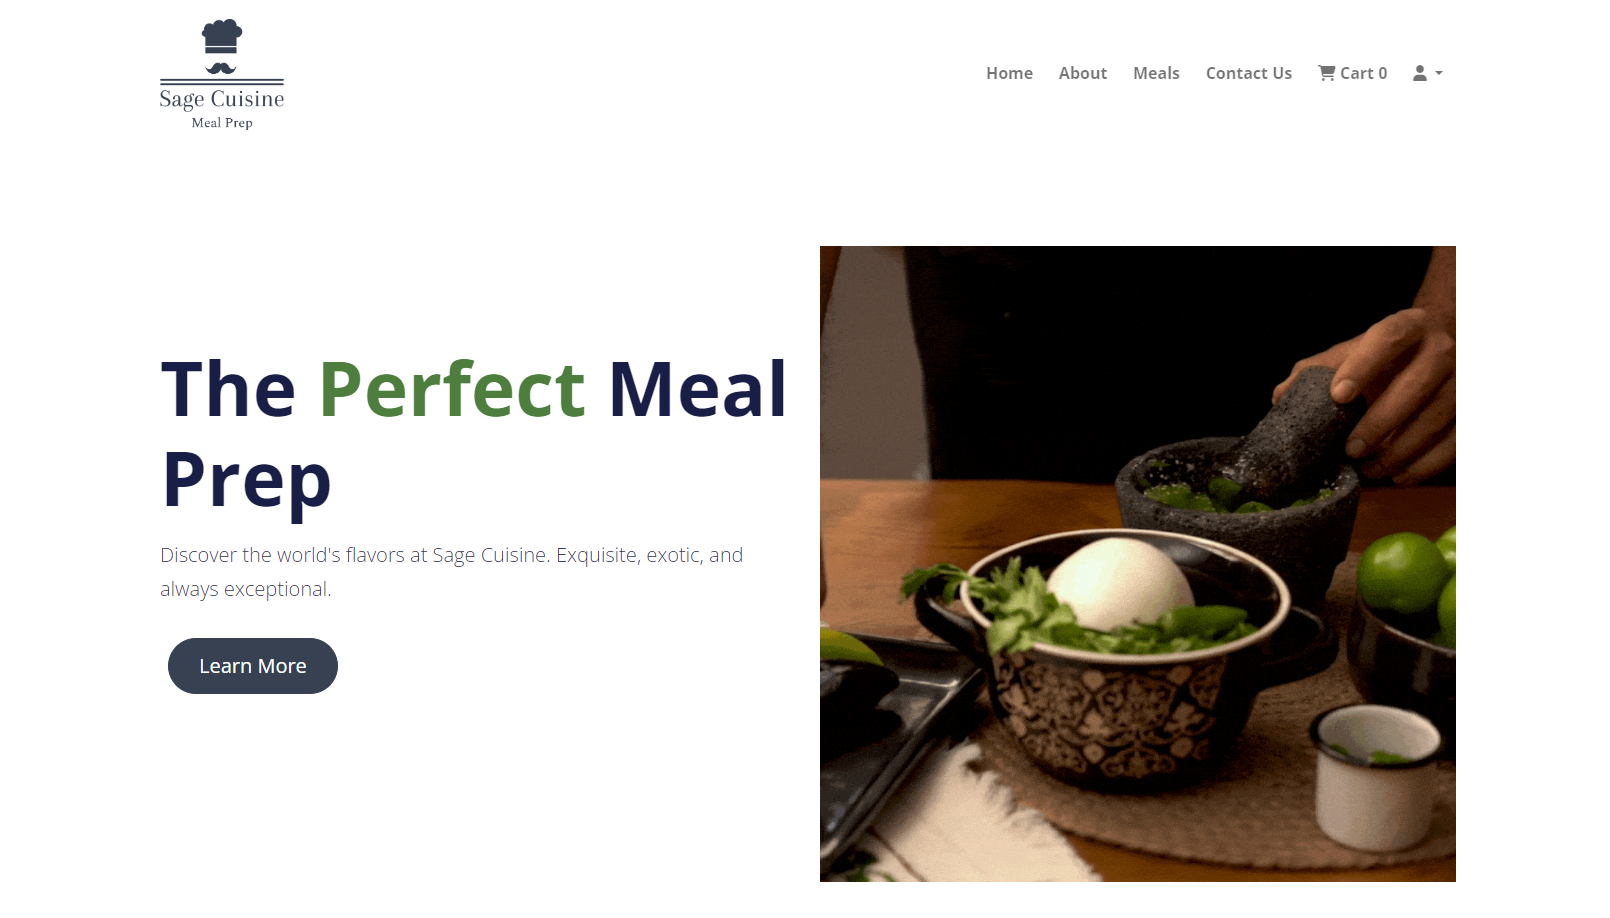 Sage Cuisine
Meal Prep
Home About Meals Contact Us Cart 0
The Perfect Meal
Prep
Discover the world's flavors at Sage Cuisine. Exquisite, exotic, and
always exceptional.
Learn More